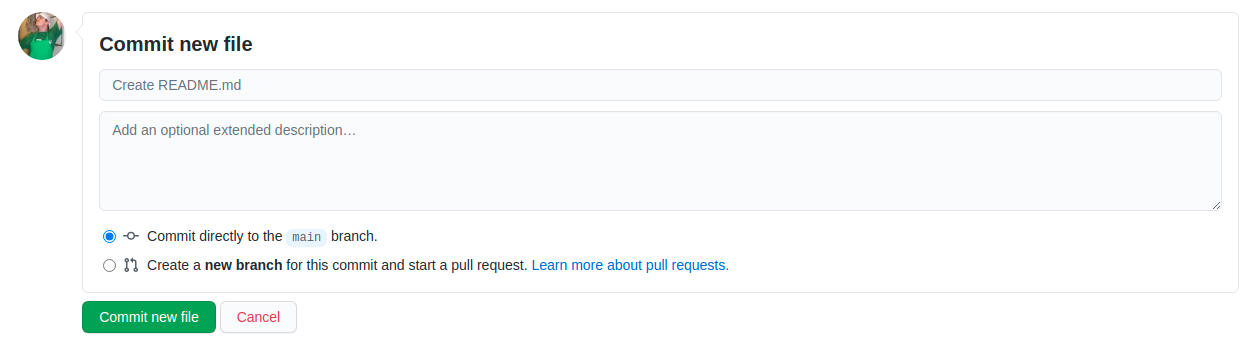 Commit new file
Create README.md
Add an optional extended description…
Commit directly to the main branch.
Create a new branch for this commit and start a pull request. Learn more about pull requests.
Commit new file
Cancel